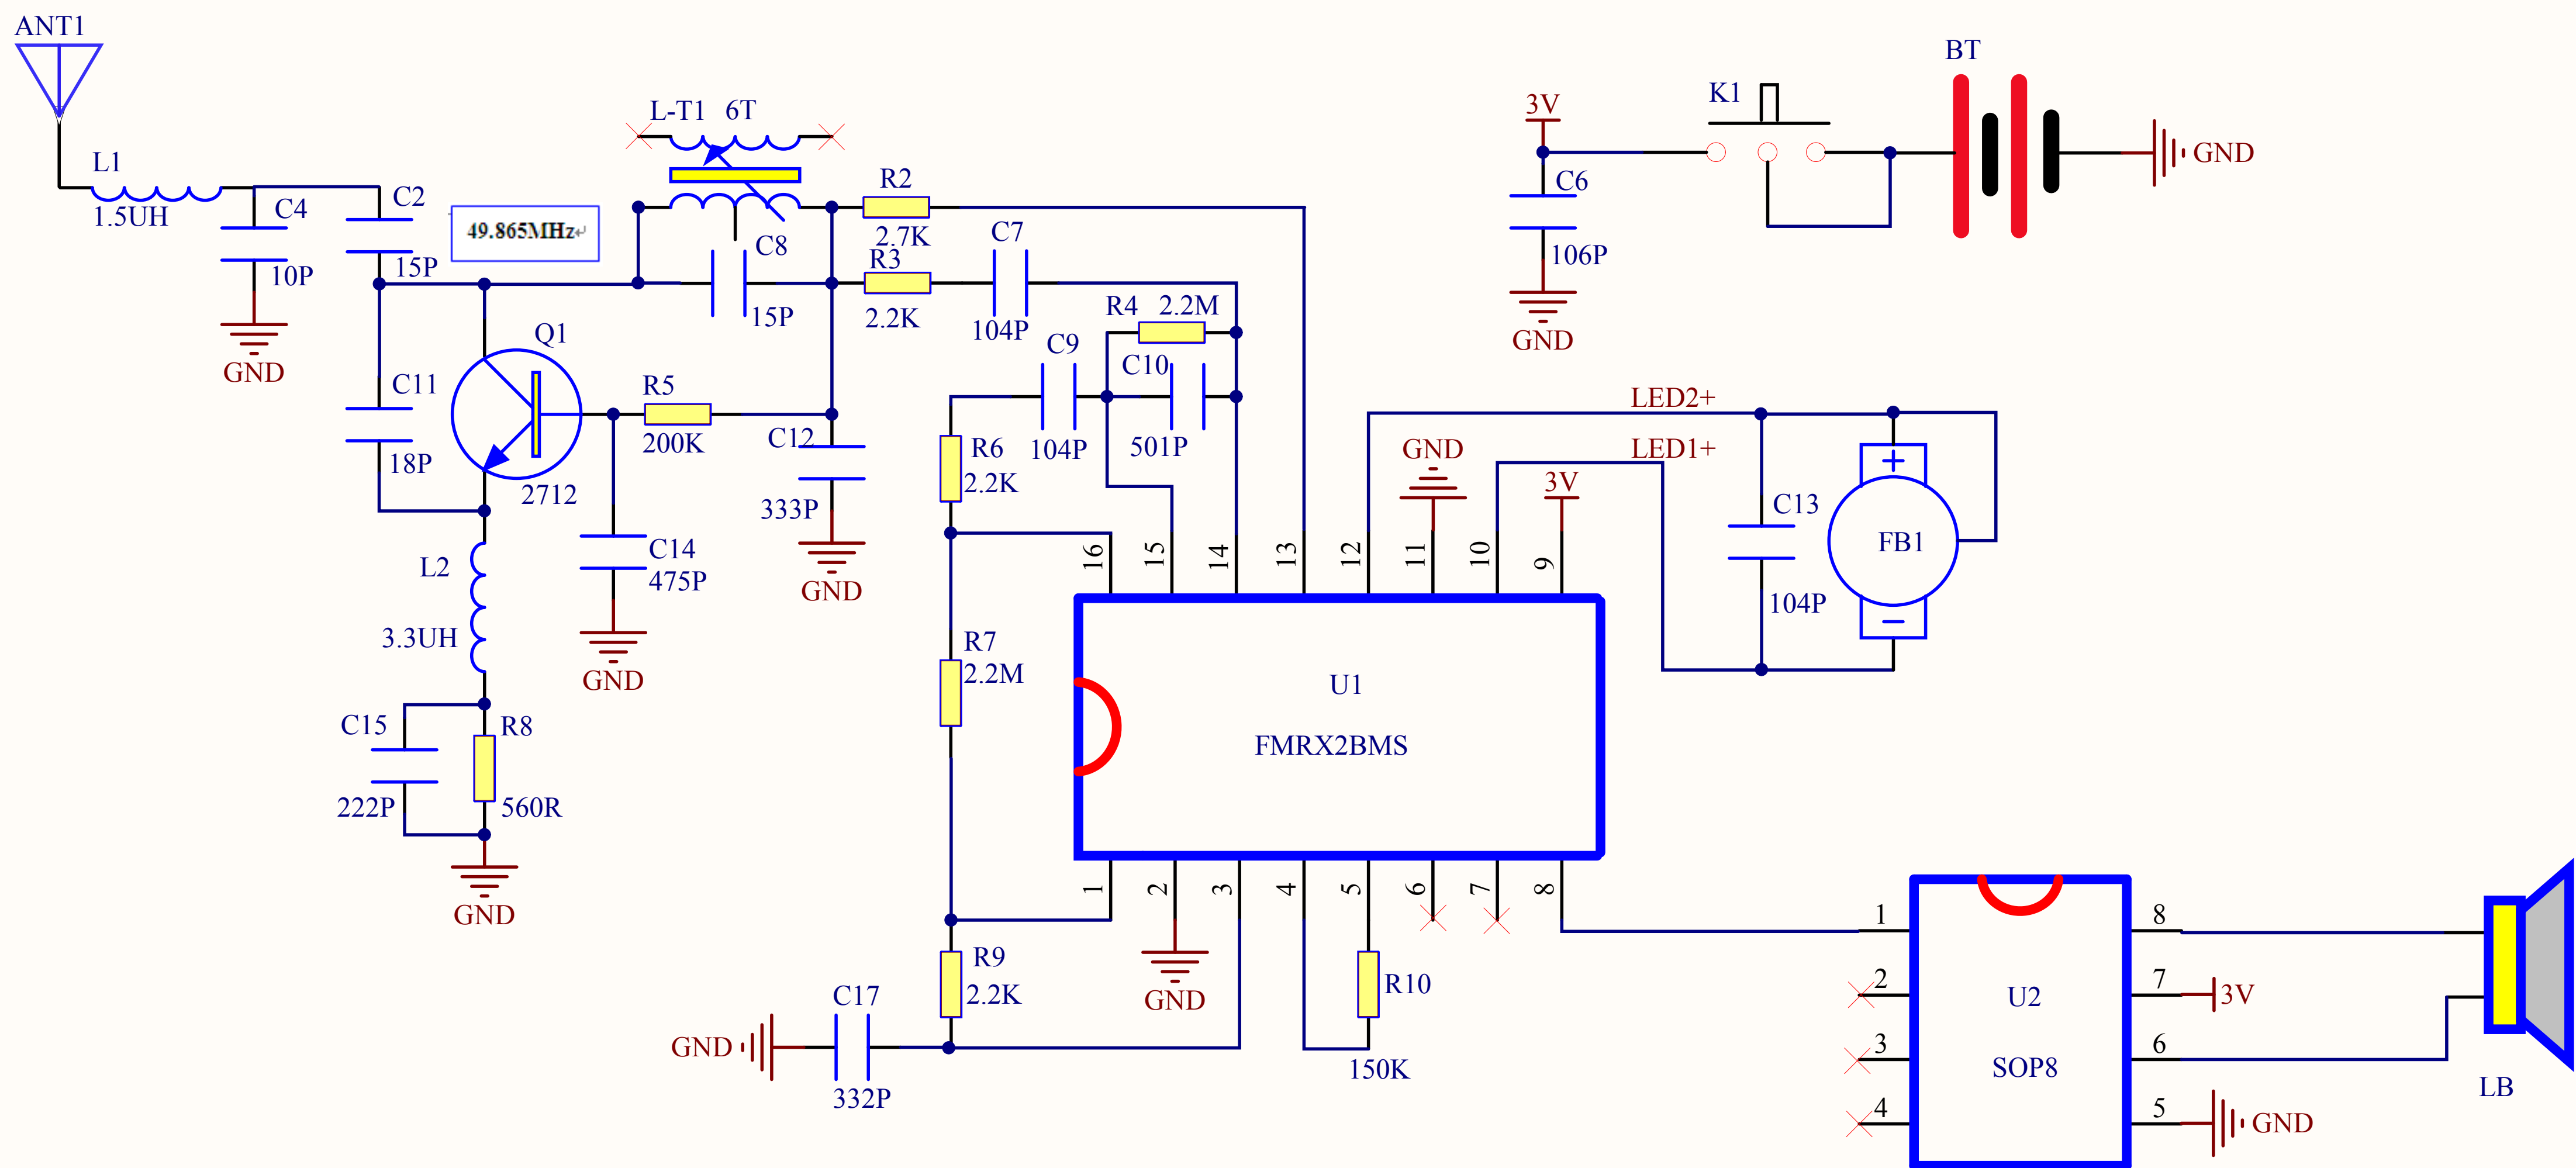 ANT1
L1
1.5UH
C4
10P
GND
C2
15P
49.865MHz↵
L-T1 6T
C8
15P
R2
2.7K
R3
2.2K
C7
104P
R4 2.2M
C9
104P
C10
501P
Q1
2712
C11
18P
R5
200K
C12
333P
GND
C14
475P
GND
L2
3.3UH
C15
222P
R8
560R
GND
R6
2.2K
R7
2.2M
R9
2.2K
C17
332P
GND
GND
R10
150K
U1
FMRX2BMS
16
15
14
13
12
11
10
9
1
2
3
4
5
6
7
8
GND
3V
LED2+
LED1+
C13
104P
+
FB1
−
3V
C6
106P
GND
K1
BT
GND
U2
SOP8
1
2
3
4
8
7
6
5
3V
GND
LB